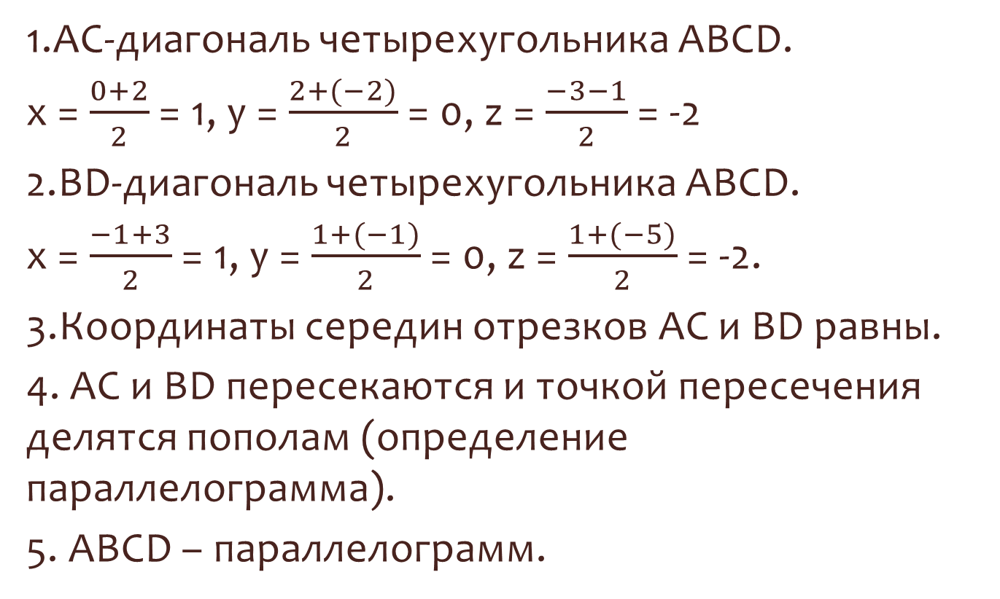 1.AC-диагональ четырехугольника ABCD.
x = \frac{0+2}{2} = 1, y = \frac{2+(−2)}{2} = 0, z = \frac{−3−1}{2} = -2
2.BD-диагональ четырехугольника ABCD.
x = \frac{−1+3}{2} = 1, y = \frac{1+(−1)}{2} = 0, z = \frac{1+(−5)}{2} = -2.
3.Координаты середин отрезков AC и BD равны.
4. AC и BD пересекаются и точкой пересечения
делятся пополам (определение
параллелограмма).
5. ABCD – параллелограмм.